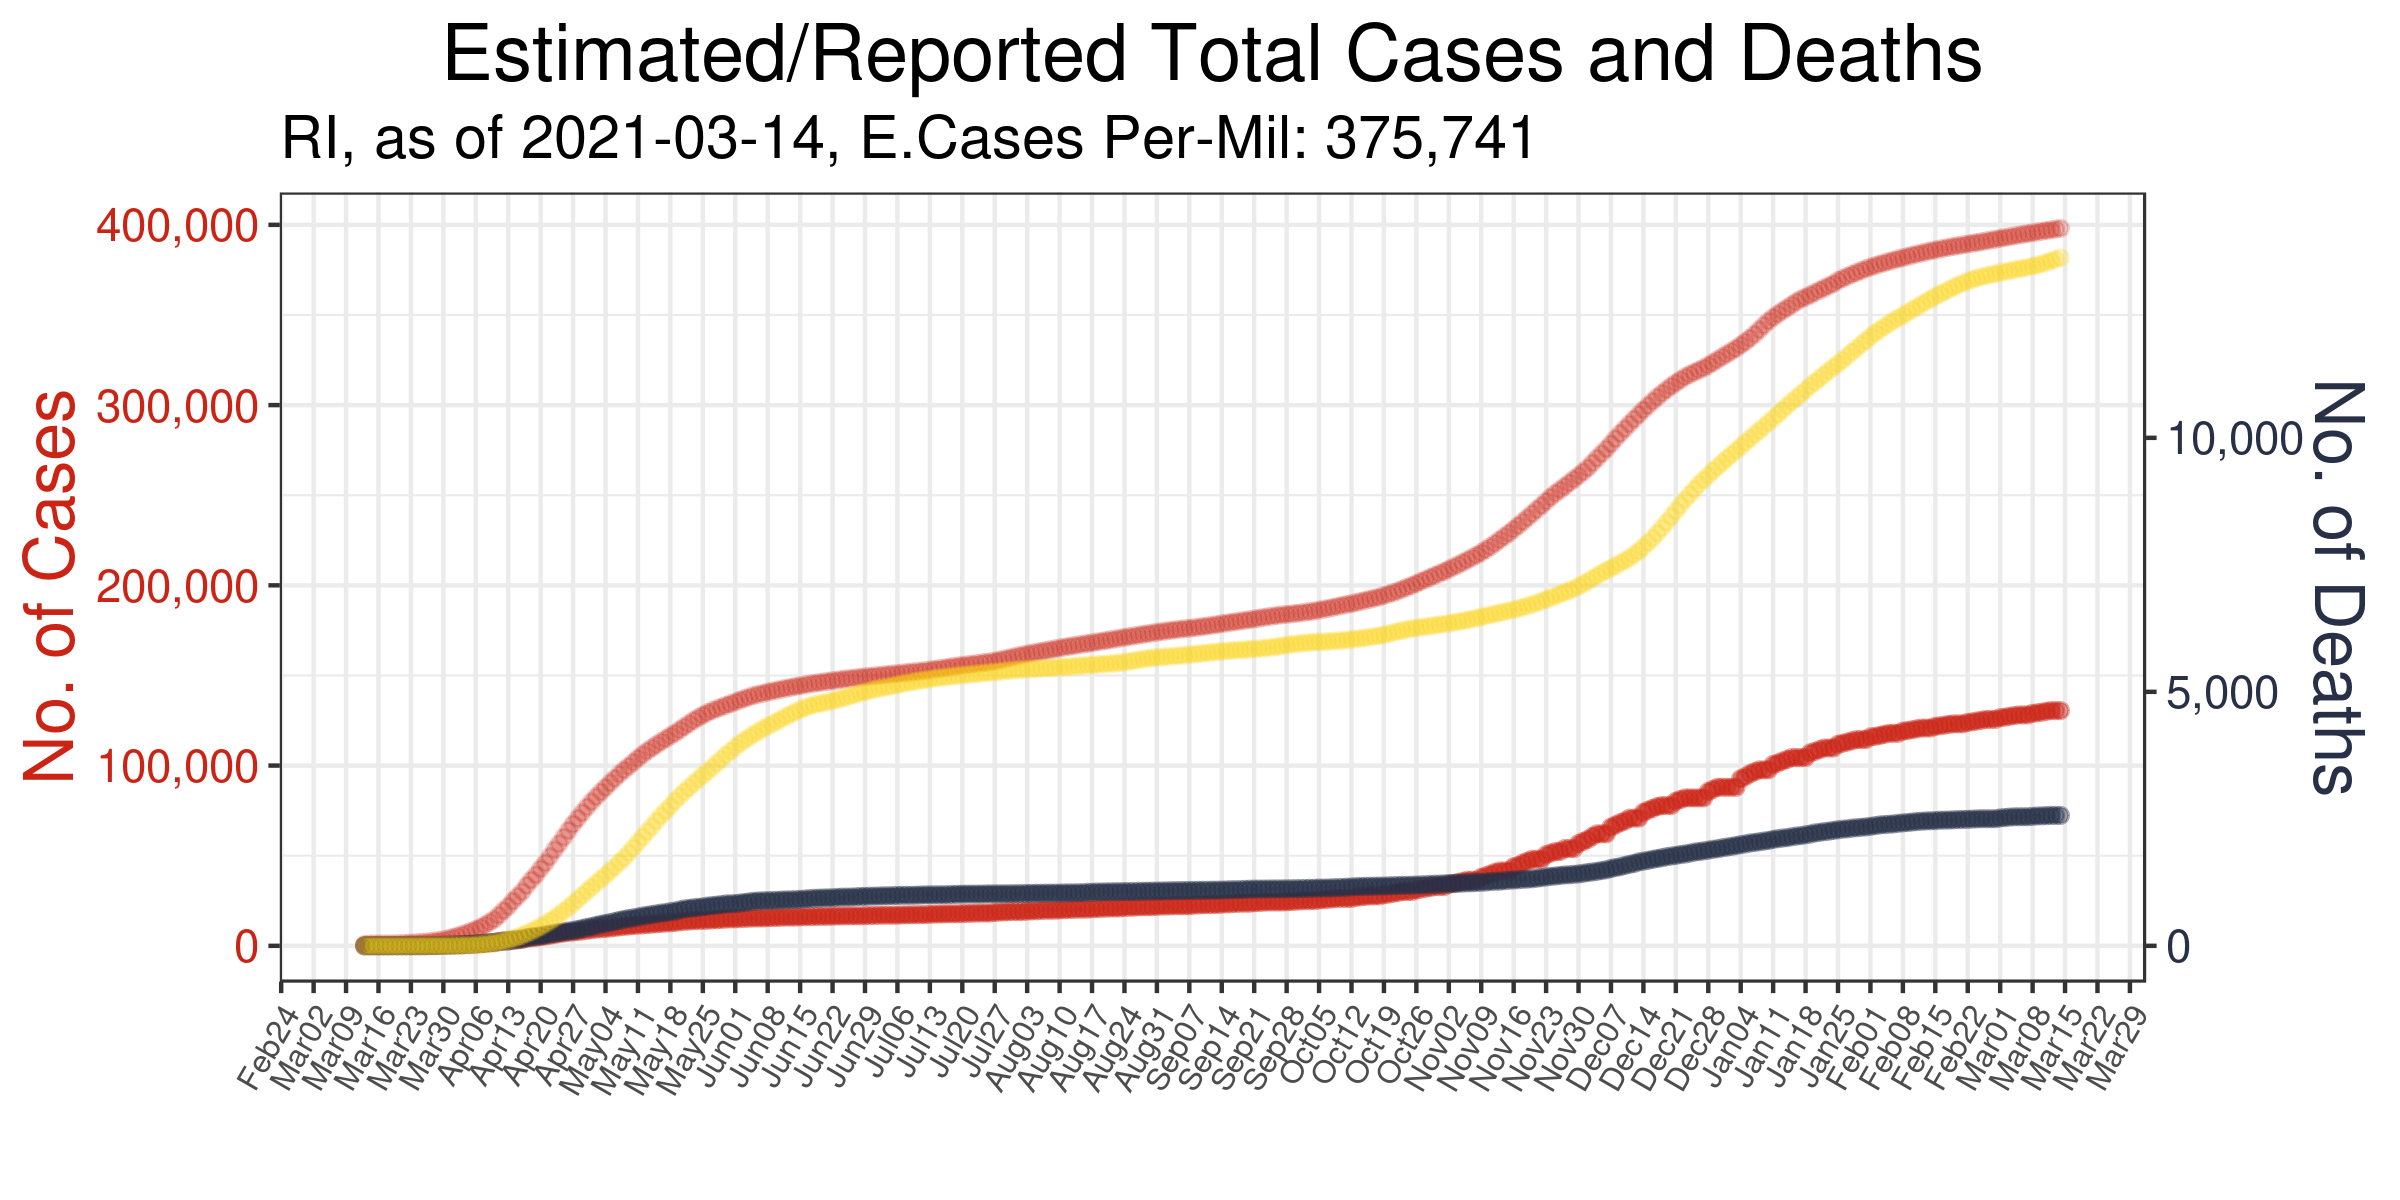 Estimated/Reported Total Cases and Deaths
RI, as of 2021-03-14, E.Cases Per-Mil: 375,741
No. of Cases
400,000
300,000
200,000
100,000
0
No. of Deaths
10,000
5,000
0
Feb24
Mar02
Mar09
Mar16
Mar23
Mar30
Apr06
Apr13
Apr20
Apr27
May04
May11
May18
May25
Jun01
Jun08
Jun15
Jun22
Jun29
Jul06
Jul13
Jul20
Jul27
Aug03
Aug10
Aug17
Aug24
Aug31
Sep07
Sep14
Sep21
Sep28
Oct05
Oct12
Oct19
Oct26
Nov02
Nov09
Nov16
Nov23
Nov30
Dec07
Dec14
Dec21
Dec28
Jan04
Jan11
Jan18
Jan25
Feb01
Feb08
Feb15
Feb22
Mar01
Mar08
Mar15
Mar22
Mar29